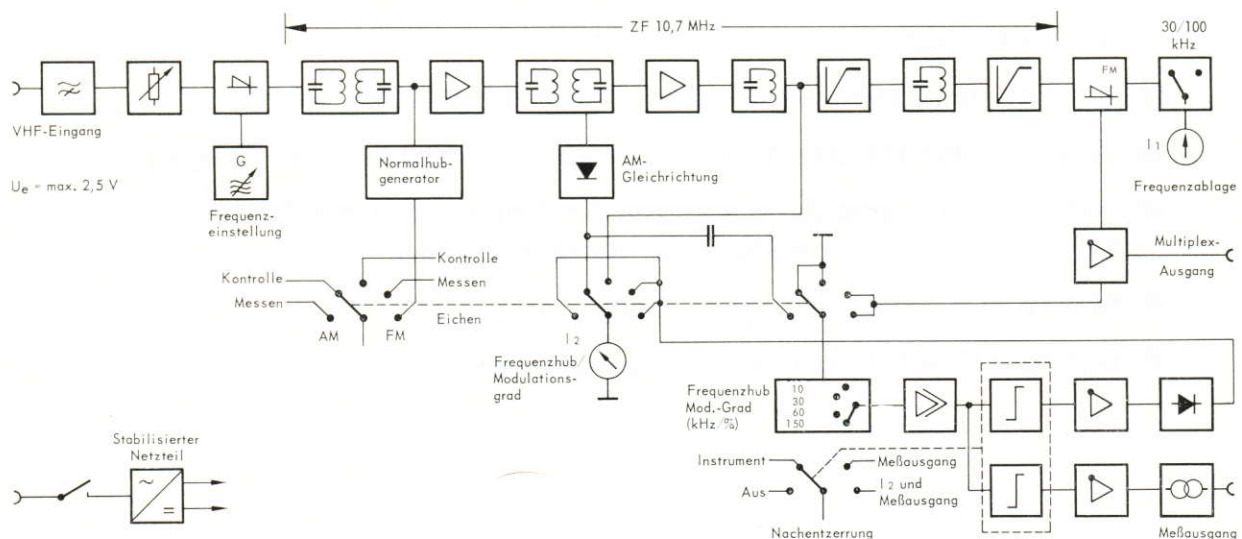 ZF 10,7 MHz
30/100
kHz
FM
VHF-Eingang
Ue = max. 2,5 V
G
Frequenz-
einstellung
Normalhub-
generator
AM-
Gleichrichtung
I1
Frequenzablage
Multiplex-
Ausgang
Kontrolle
Kontrolle
Messen
Messen
AM
FM
Eichen
I2
Frequenzhub/
Modulations-
grad
Frequenzhub
Mod.-Grad
(kHz/%)
10
30
60
150
Stabilisierter
Netzteil
Instrument
Aus
Meßausgang
I2 und
Meßausgang
Nachentzerrung
Meßausgang